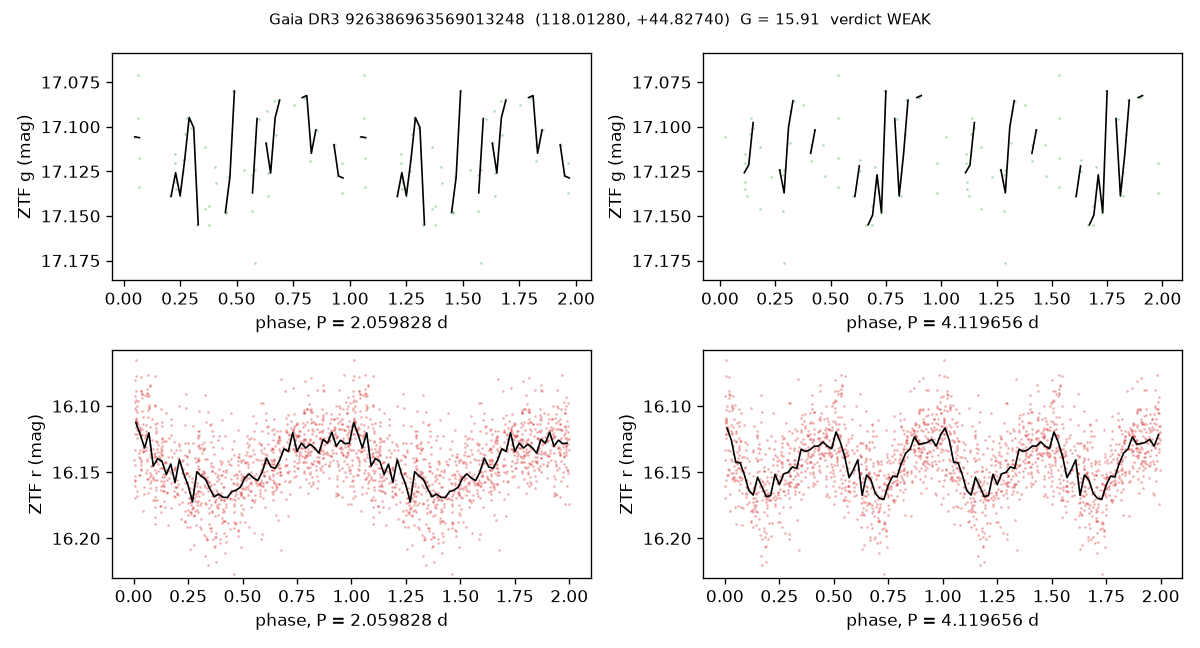 Gaia DR3 926386963569013248  (118.01280, +44.82740)  G = 15.91  verdict WEAK
ZTF g (mag)
17.075
17.100
17.125
17.150
17.175
0.00 0.25 0.50 0.75 1.00 1.25 1.50 1.75 2.00
phase, P = 2.059828 d
ZTF g (mag)
17.075
17.100
17.125
17.150
17.175
0.00 0.25 0.50 0.75 1.00 1.25 1.50 1.75 2.00
phase, P = 4.119656 d
ZTF r (mag)
16.10
16.15
16.20
0.00 0.25 0.50 0.75 1.00 1.25 1.50 1.75 2.00
phase, P = 2.059828 d
ZTF r (mag)
16.10
16.15
16.20
0.00 0.25 0.50 0.75 1.00 1.25 1.50 1.75 2.00
phase, P = 4.119656 d